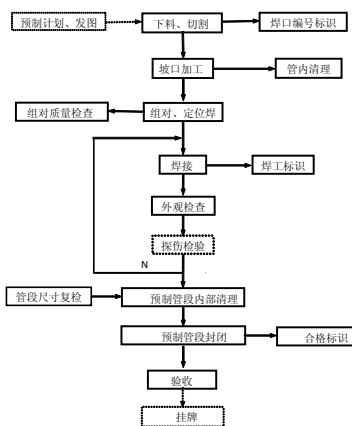 预制计划、发图
下料、切割
焊口编号标识
坡口加工
管内清理
组对质量检查
组对、定位焊
焊接
焊工标识
外观检查
探伤检验
N
管段尺寸复检
预制管段内部清理
预制管段封闭
合格标识
验收
挂牌